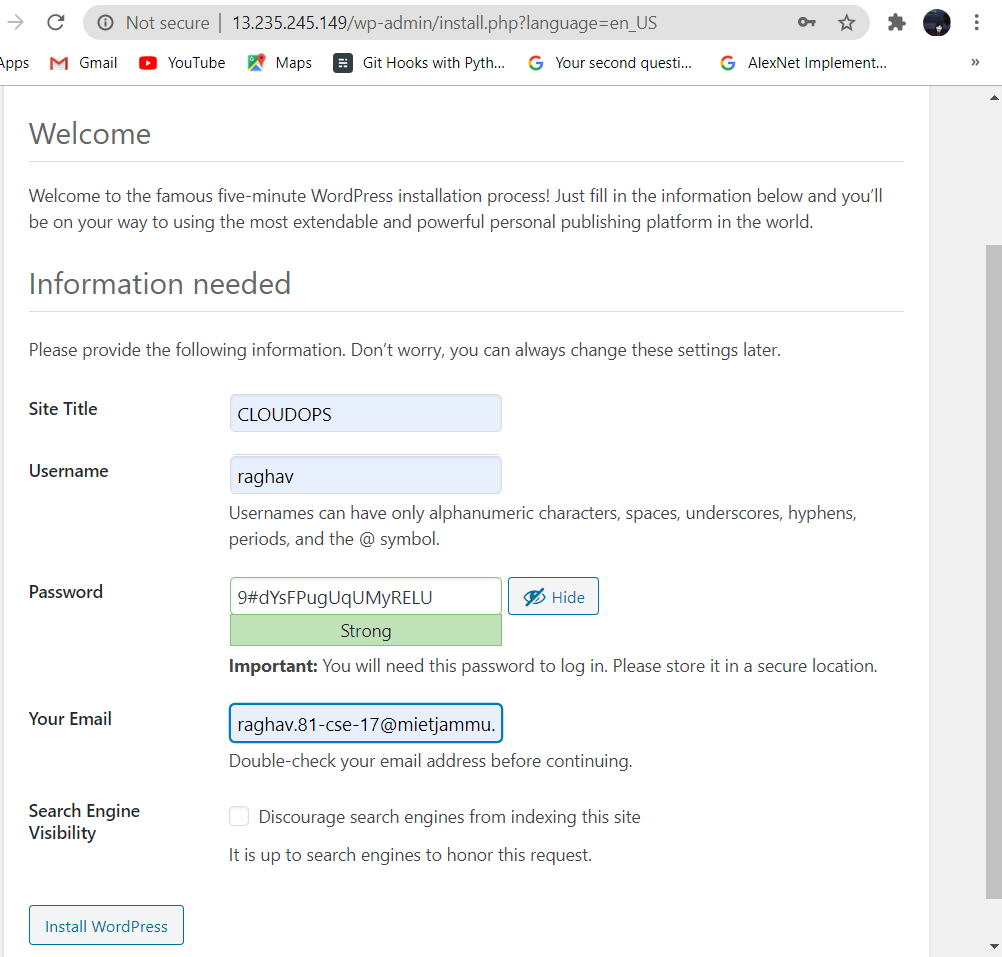 Not secure | 13.235.245.149/wp-admin/install.php?language=en_US
Apps Gmail YouTube Maps Git Hooks with Pyth... Your second questi... AlexNet Implement... »
Welcome
Welcome to the famous five-minute WordPress installation process! Just fill in the information below and you’ll
be on your way to using the most extendable and powerful personal publishing platform in the world.
Information needed
Please provide the following information. Don’t worry, you can always change these settings later.
Site Title CLOUDOPS
Username raghav
Usernames can have only alphanumeric characters, spaces, underscores, hyphens,
periods, and the @ symbol.
Password 9#dYsFPugUqUMyRELU Hide
Strong
Important: You will need this password to log in. Please store it in a secure location.
Your Email raghav.81-cse-17@mietjammu.
Double-check your email address before continuing.
Search Engine
Visibility
Discourage search engines from indexing this site
It is up to search engines to honor this request.
Install WordPress